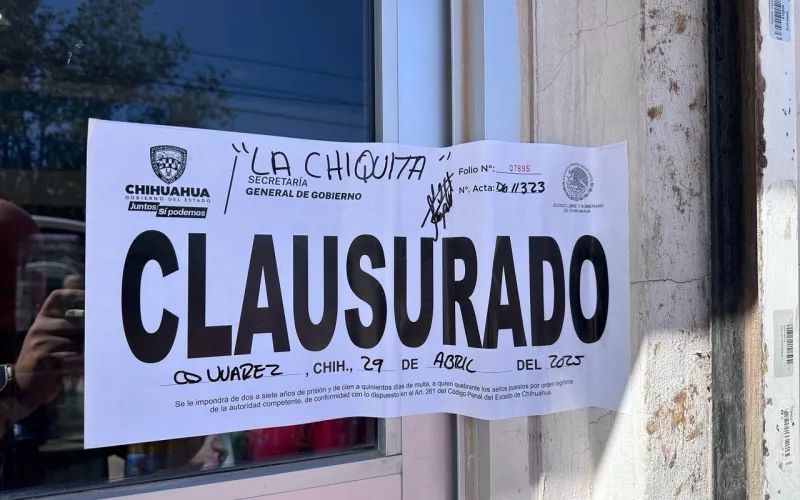 "LA CHIQUITA"
CHIHUAHUA
GOBIERNO DEL ESTADO
Juntos Sí podemos
SECRETARÍA
GENERAL DE GOBIERNO
Folio N°: 07895
N°. Acta: DG 11323
ESTADO LIBRE Y SOBERANO
DE CHIHUAHUA
CLAUSURADO
CD JUAREZ, CHIH., 29 DE ABRIL DEL 2025
Se le impondrá de dos a siete años de prisión y de cien a quinientos días de multa, a quien quebrante los sellos puestos por orden legítima
de la autoridad competente, de conformidad con lo dispuesto en el Art. 261 del Código Penal del Estado de Chihuahua.